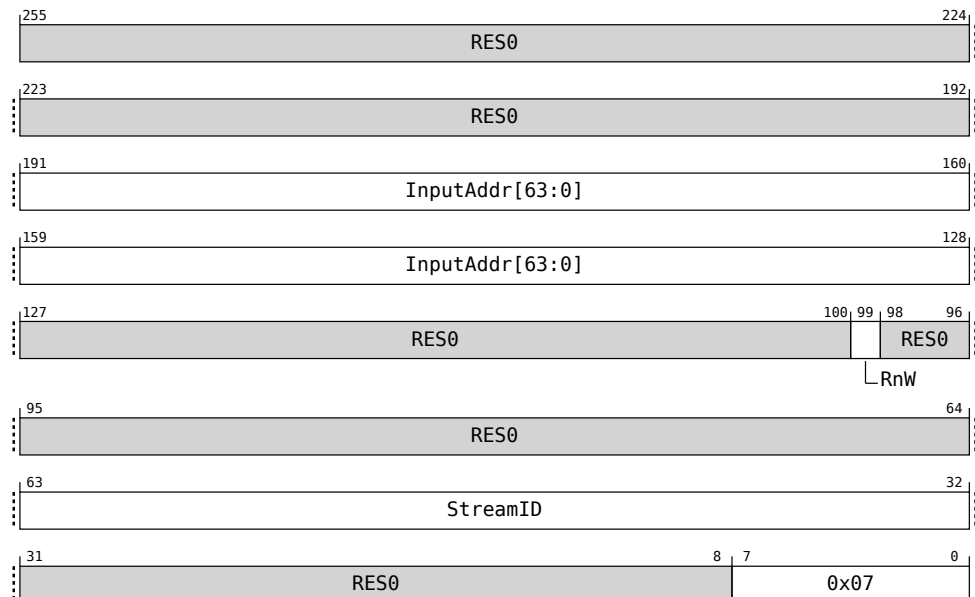 255 224
RES0
223 192
RES0
191 160
InputAddr[63:0]
159 128
InputAddr[63:0]
127 100 99 98 96
RES0 RES0
RnW
95 64
RES0
63 32
StreamID
31 8 7 0
RES0 0x07